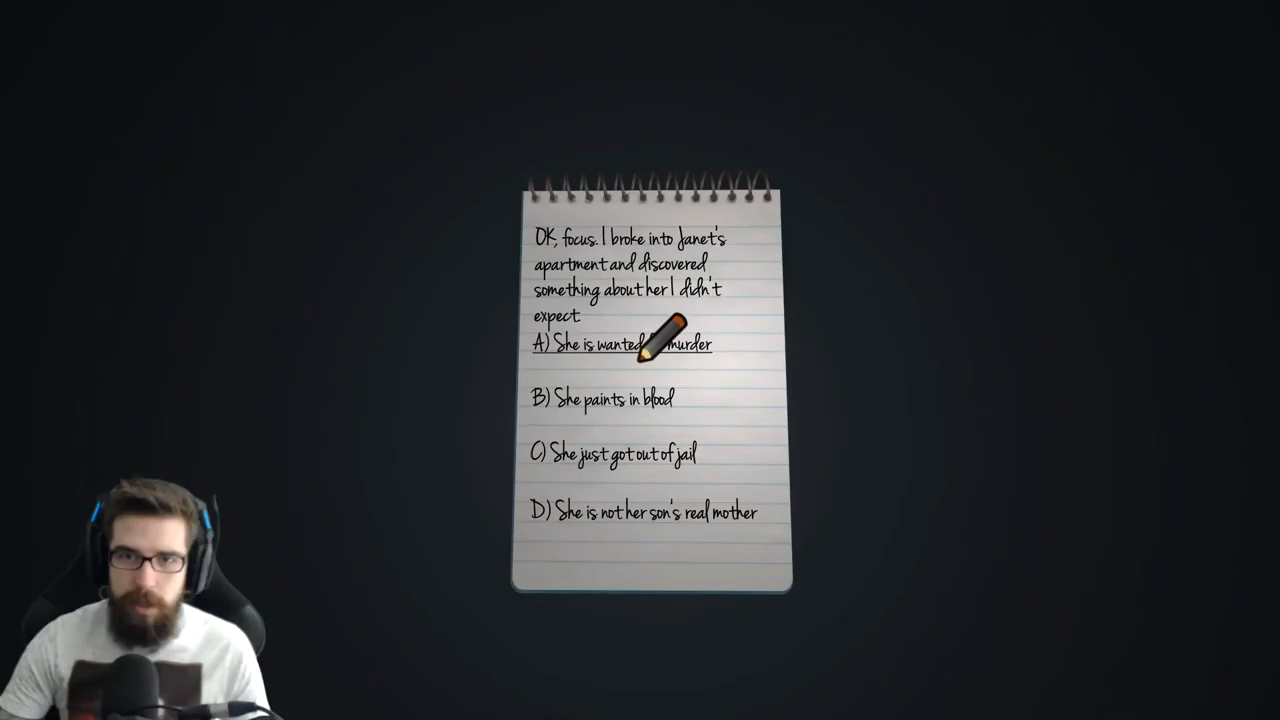 OK, focus. I broke into Janet's
apartment and discovered
something about her I didn't
expect.
A) She is wanted murder
B) She paints in blood
C) She just got out of jail
D) She is not her son's real mother